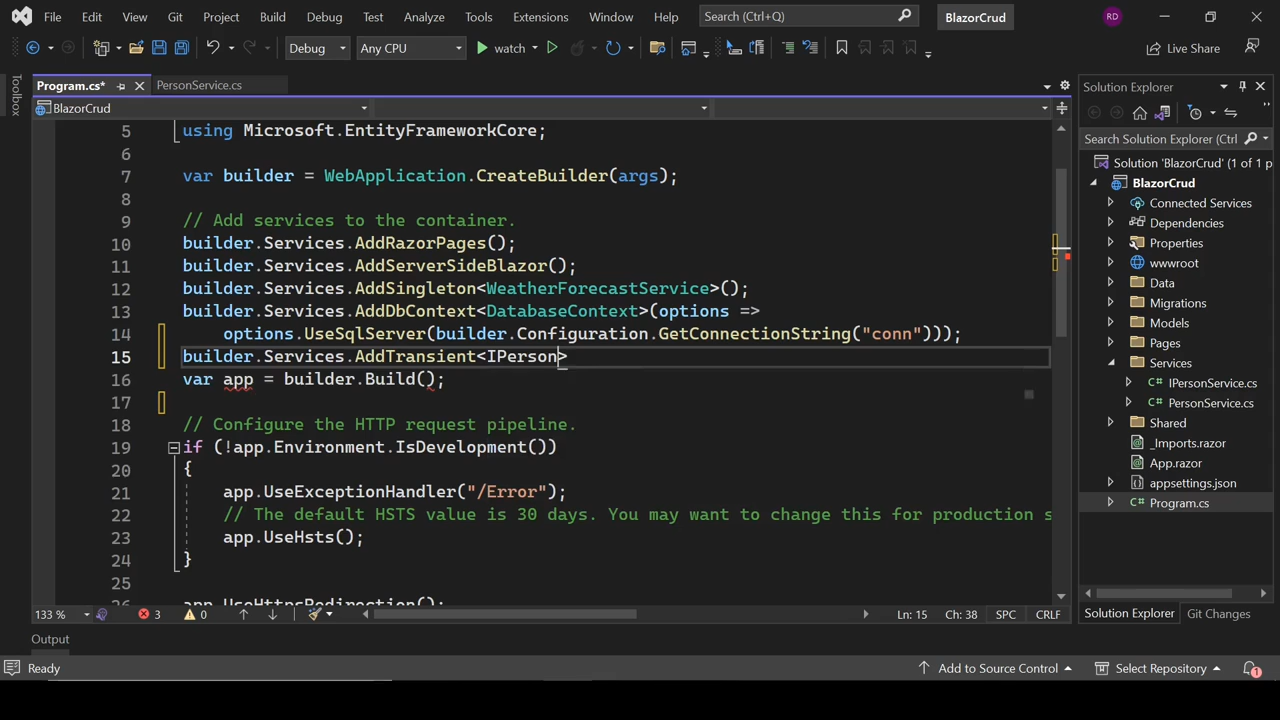 File Edit View Git Project Build Debug Test Analyze Tools Extensions Window Help Search (Ctrl+Q) BlazorCrud RD
Debug Any CPU watch Live Share
Toolbox
Program.cs* PersonService.cs
BlazorCrud
5 using Microsoft.EntityFrameworkCore;
6
7 var builder = WebApplication.CreateBuilder(args);
8
9 // Add services to the container.
10 builder.Services.AddRazorPages();
11 builder.Services.AddServerSideBlazor();
12 builder.Services.AddSingleton<WeatherForecastService>();
13 builder.Services.AddDbContext<DatabaseContext>(options =>
14 options.UseSqlServer(builder.Configuration.GetConnectionString("conn")));
15 builder.Services.AddTransient<IPerson>
16 var app = builder.Build();
17
18 // Configure the HTTP request pipeline.
19 if (!app.Environment.IsDevelopment())
20 {
21 app.UseExceptionHandler("/Error");
22 // The default HSTS value is 30 days. You may want to change this for production s
23 app.UseHsts();
24 }
25
26 app.UseHttpsRedirection();
133 % 3 0 Ln: 15 Ch: 38 SPC CRLF
Output
Solution Explorer
Search Solution Explorer (Ctrl
Solution 'BlazorCrud' (1 of 1 p
BlazorCrud
Connected Services
Dependencies
Properties
wwwroot
Data
Migrations
Models
Pages
Services
IPersonService.cs
PersonService.cs
Shared
_Imports.razor
App.razor
appsettings.json
Program.cs
Solution Explorer Git Changes
Ready Add to Source Control Select Repository 1